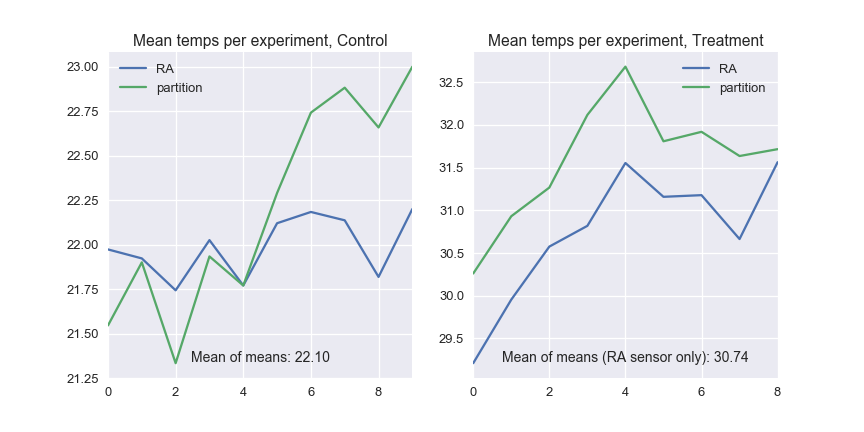 Mean temps per experiment, Control
RA
partition
23.00
22.75
22.50
22.25
22.00
21.75
21.50
21.25
0 2 4 6 8
Mean of means: 22.10
Mean temps per experiment, Treatment
RA
partition
32.5
32.0
31.5
31.0
30.5
30.0
29.5
0 2 4 6 8
Mean of means (RA sensor only): 30.74